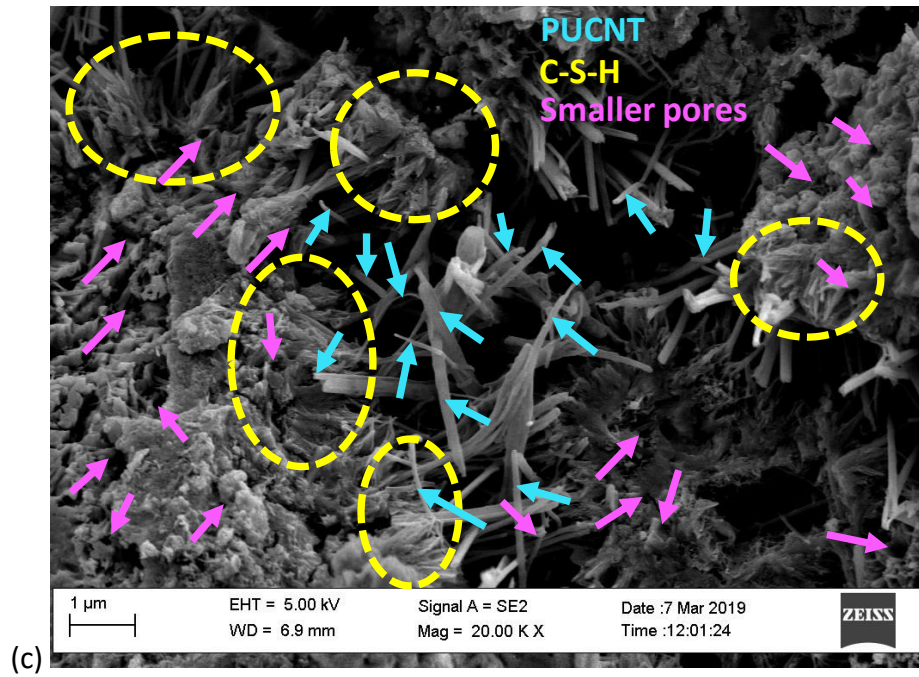 PUCNT
C-S-H
Smaller pores
1 µm
EHT = 5.00 kV
Signal A = SE2
Date :7 Mar 2019
WD = 6.9 mm
Mag = 20.00 K X
Time :12:01:24
ZEISS
(c)